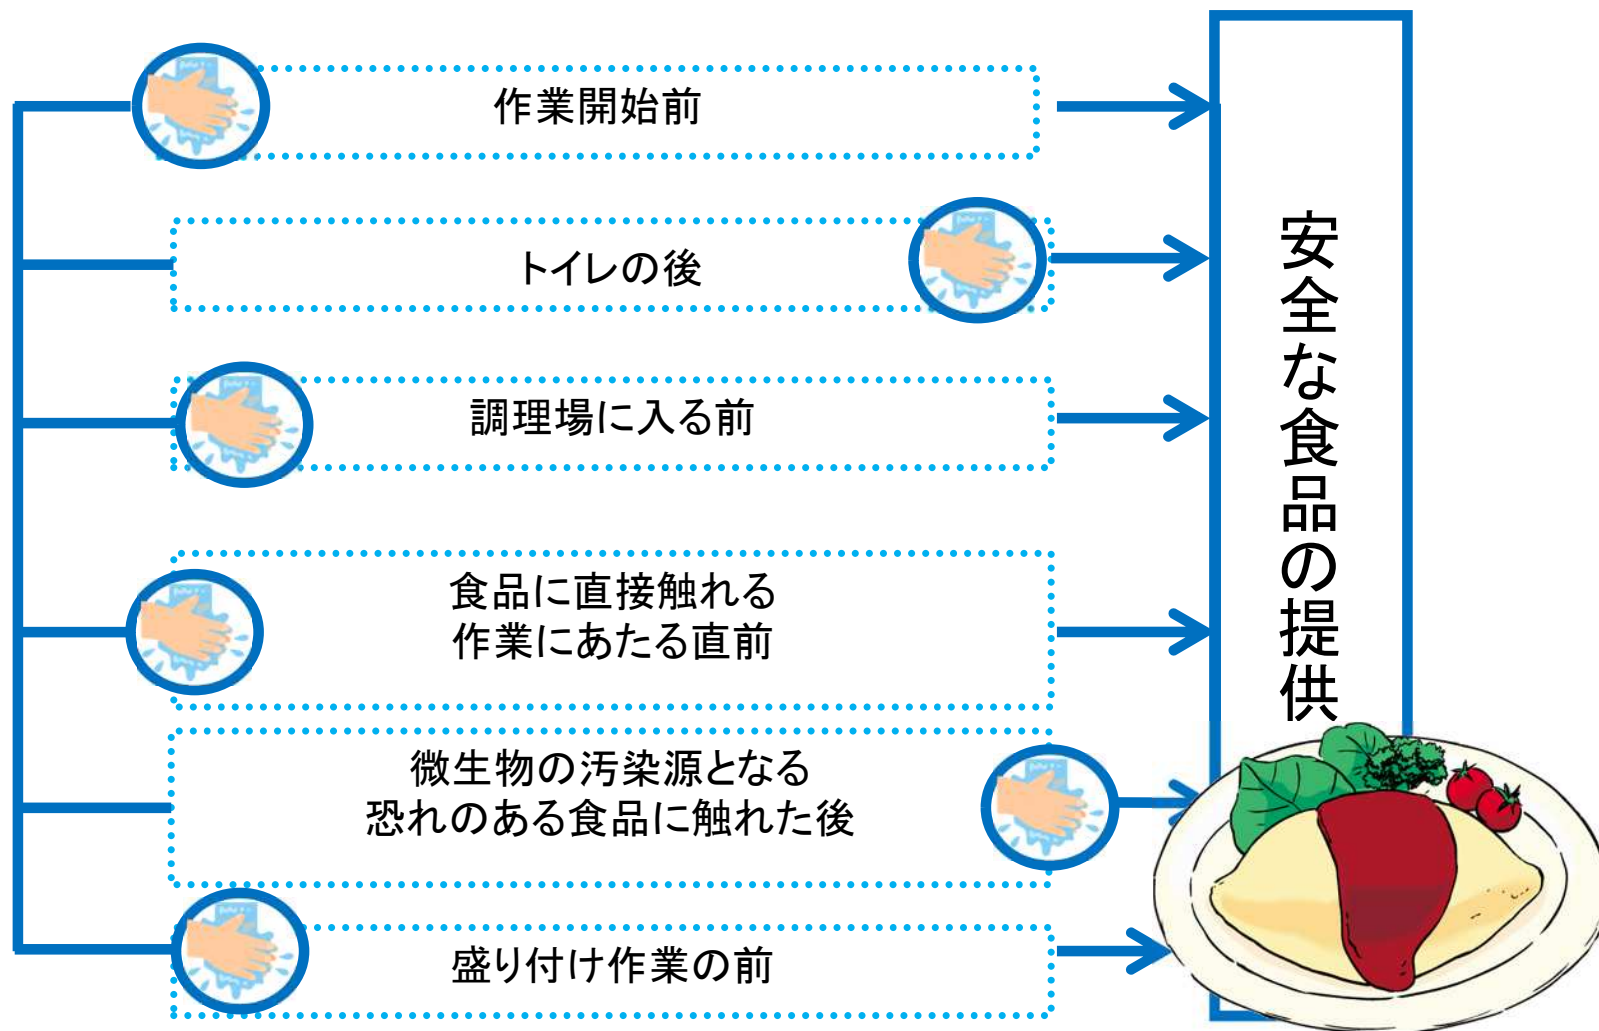 作業開始前
トイレの後
調理場に入る前
食品に直接触れる
作業にあたる直前
微生物の汚染源となる
恐れのある食品に触れた後
盛り付け作業の前
安全な食品の提供